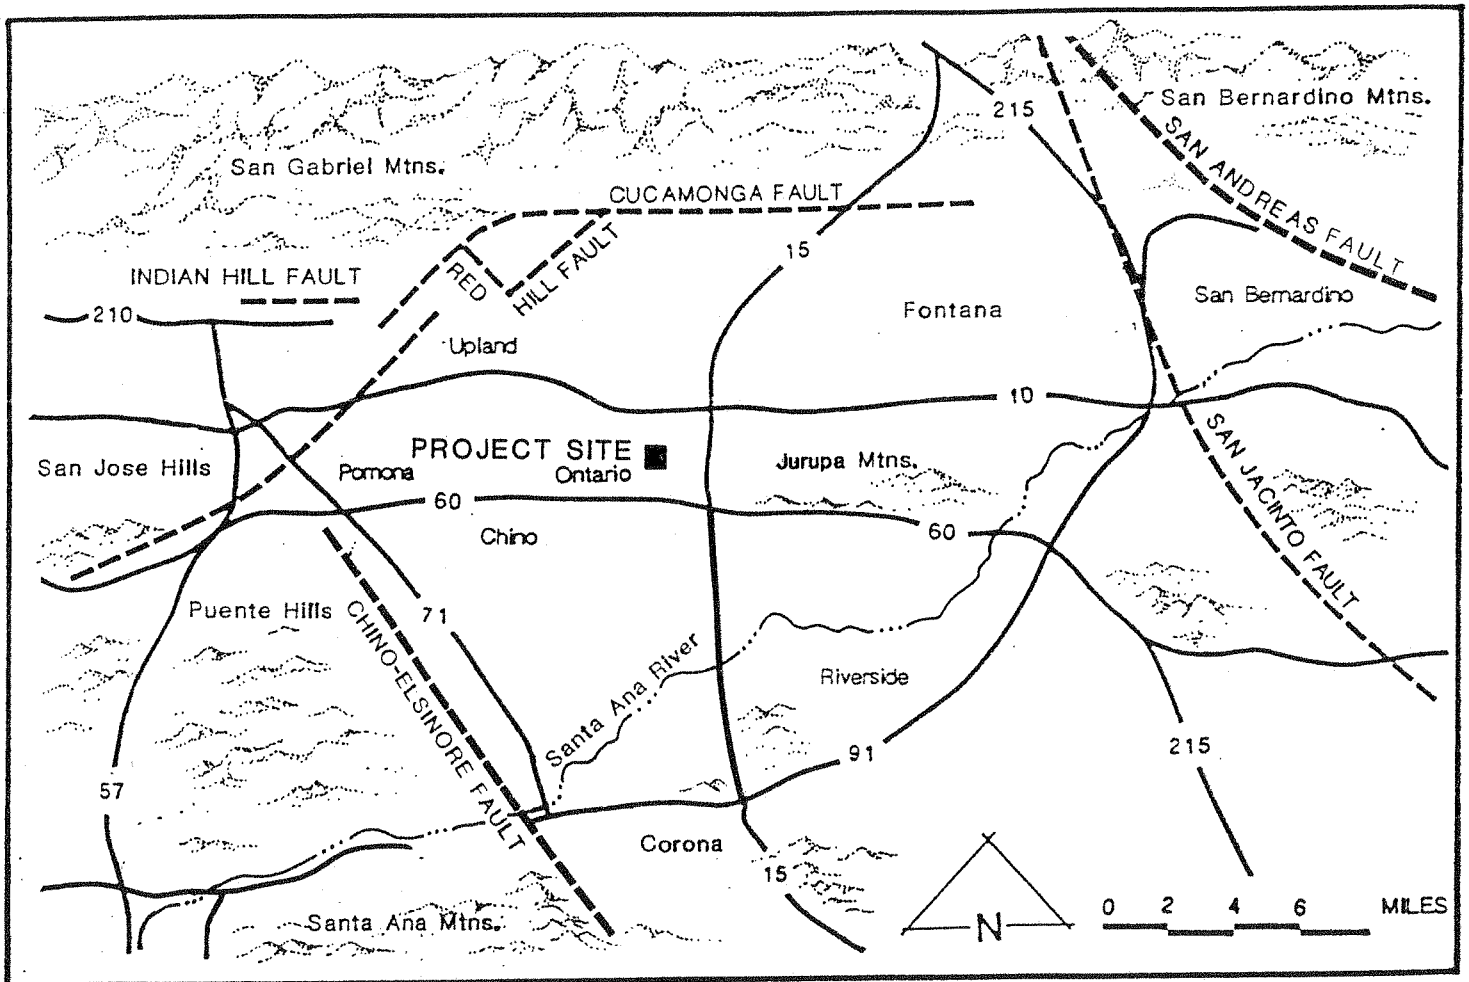 San Bernardino Mtns.
215
San Gabriel Mtns.
SAN ANDREAS FAULT
CUCAMONGA FAULT
15
INDIAN HILL FAULT
RED
HILL FAULT
San Bernardino
210
Fontana
Upland
10
PROJECT SITE
San Jose Hills
Pomona
Ontario
Jurupa Mtns.
SAN JACINTO FAULT
60
60
Chino
Puente Hills
CHINO-ELSINORE FAULT
71
Santa Ana River
Riverside
215
91
57
Corona
15
Santa Ana Mtns.
N
0 2 4 6 MILES